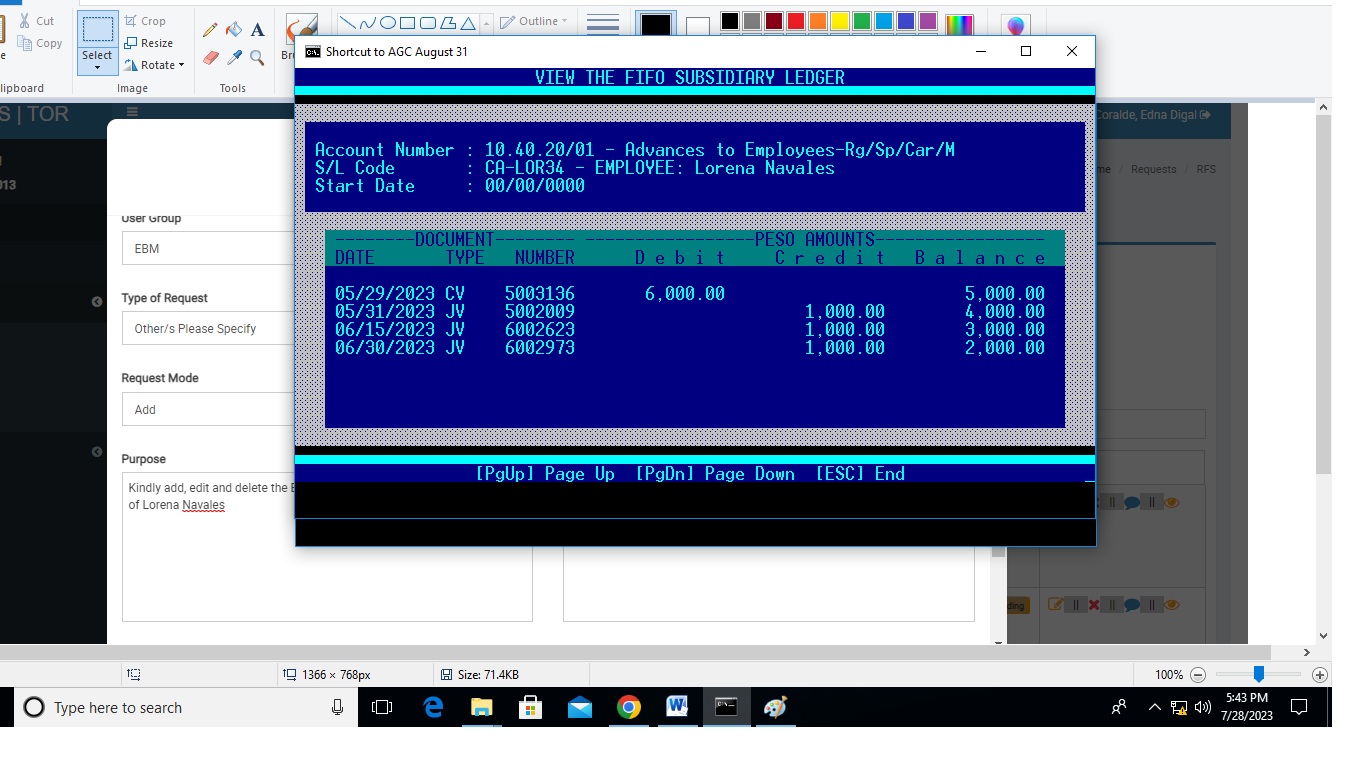 Cut
Crop
Copy
Select
Resize
Rotate
A
Outline
lipboard
Image
Tools
Shortcut to AGC August 31
VIEW THE FIFO SUBSIDIARY LEDGER
S | TOR
Coralde, Edna Digal
Account Number : 10.40.20/01 - Advances to Employees-Rg/Sp/Car/M
S/L Code : CA-LOR34 - EMPLOYEE: Lorena Navales
Start Date : 00/00/0000
me / Requests / RFS
013
User Group
EBM
--------DOCUMENT------- -----------------PESO AMOUNTS-----------------
DATE TYPE NUMBER D e b i t C r e d i t B a l a n c e
05/29/2023 CV 5003136 6,000.00 5,000.00
05/31/2023 JV 5002009 1,000.00 4,000.00
06/15/2023 JV 6002623 1,000.00 3,000.00
06/30/2023 JV 6002973 1,000.00 2,000.00
Type of Request
Other/s Please Specify
Request Mode
Add
Purpose
Kindly add, edit and delete the
of Lorena Navales
[PgUp] Page Up [PgDn] Page Down [ESC] End
ding
1366 × 768px
Size: 71.4KB
100%
Type here to search
5:43 PM
7/28/2023